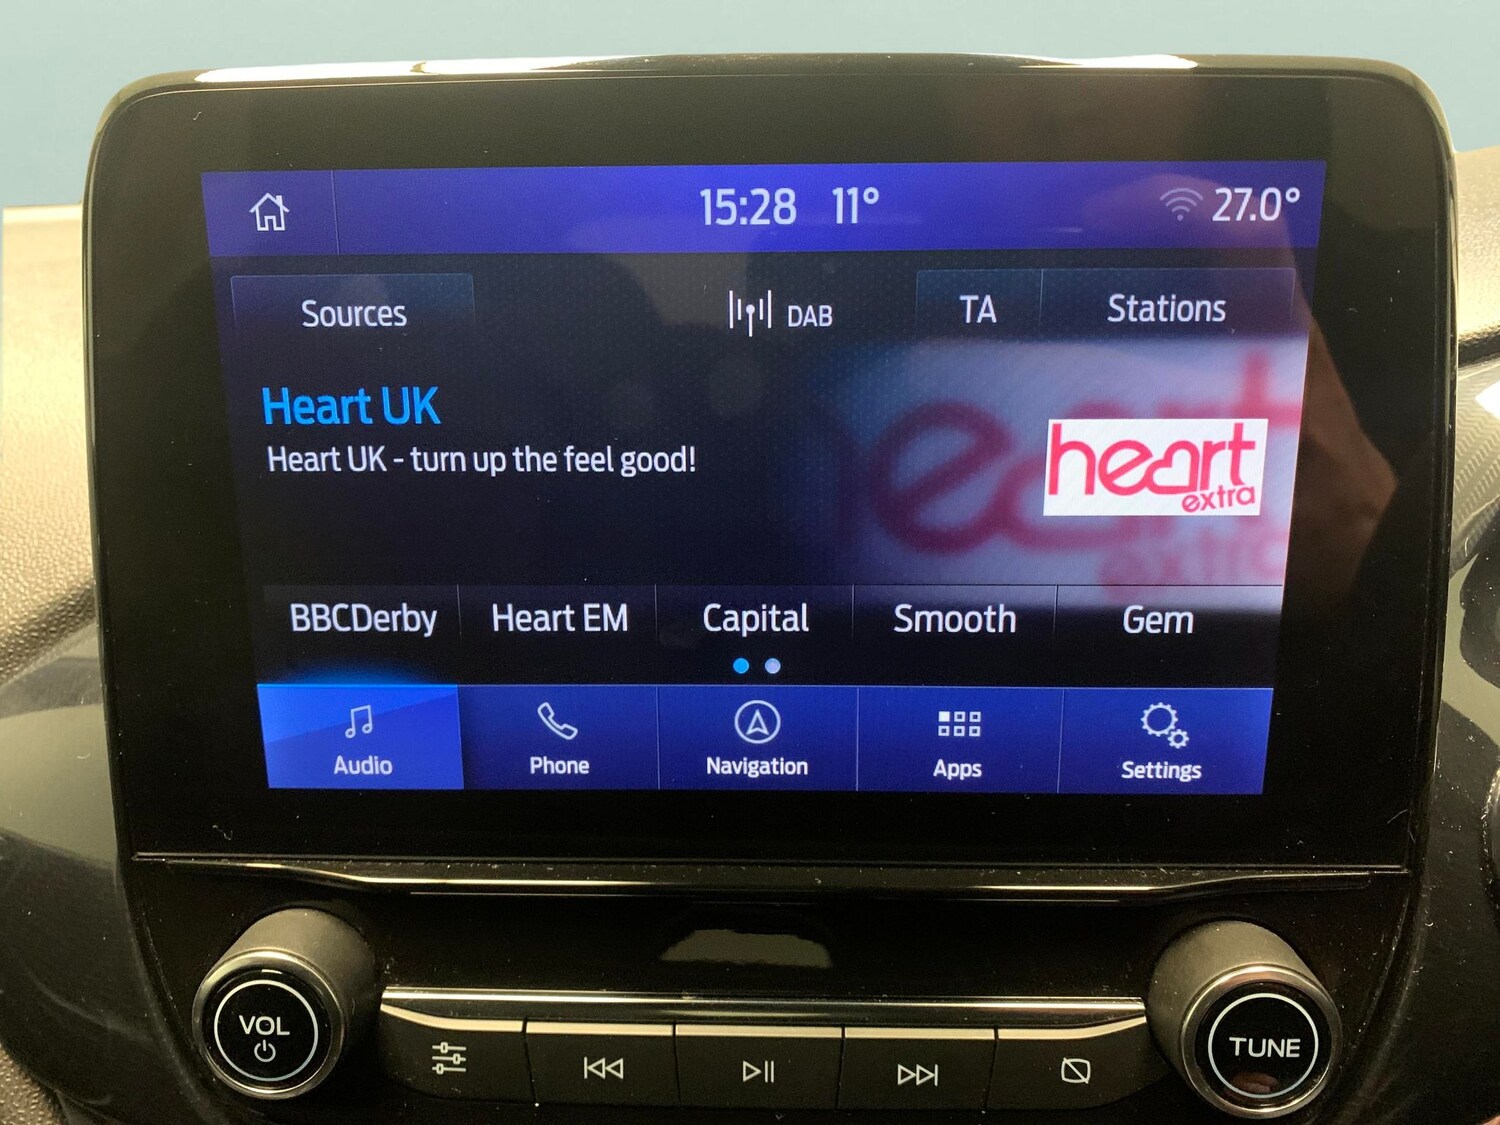 15:28 11° 27.0°
Sources DAB TA Stations
Heart UK
Heart UK - turn up the feel good!
heart
extra
BBCDerby Heart EM Capital Smooth Gem
Audio Phone Navigation Apps Settings
VOL TUNE